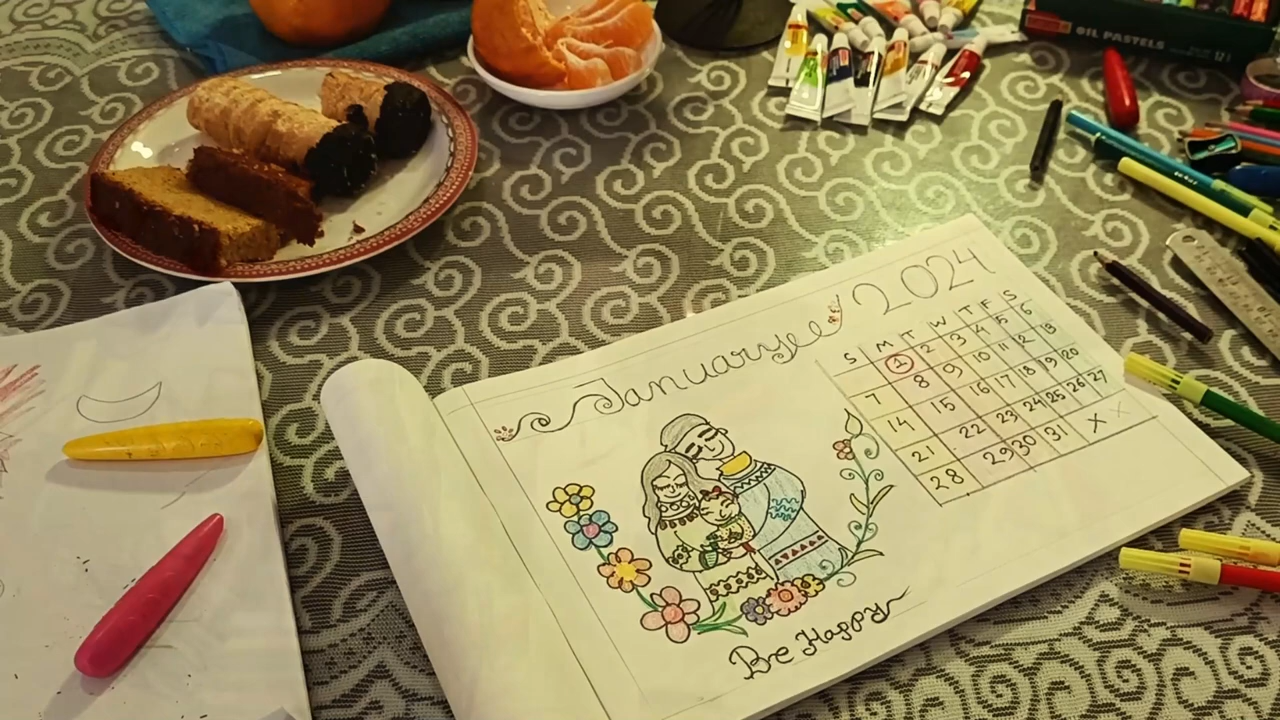 OIL PASTELS
January 2024
S M T W T F S
1 2 3 4 5 6
7 8 9 10 11 12 13
14 15 16 17 18 19 20
21 22 23 24 25 26 27
28 29 30 31 X X
Be Happy